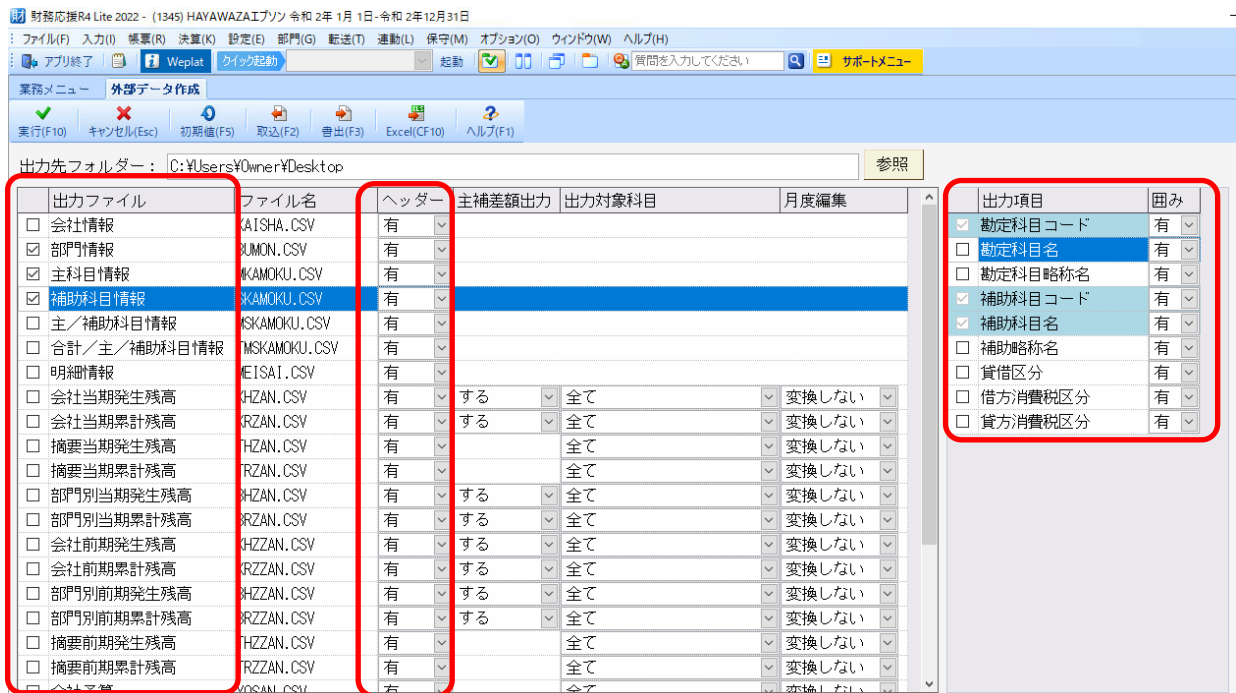 財 財務応援R4 Lite 2022 - (1345) HAYAWAZAエプソン 令和 2年 1月 1日-令和 2年12月31日
ファイル(F) 入力(I) 帳票(R) 決算(K) 設定(E) 部門(G) 転送(T) 連動(L) 保守(M) オプション(O) ウィンドウ(W) ヘルプ(H)
アプリ終了 i Weplat クイック起動 起動 質問を入力してください サポートメニュー
業務メニュー 外部データ作成
実行(F10) キャンセル(Esc) 初期値(F5) 取込(F2) 書出(F3) Excel(CF10) ヘルプ(F1)
出力先フォルダー： C:¥Users¥Owner¥Desktop 参照
出力ファイル ファイル名 ヘッダー 主補差額出力 出力対象科目 月度編集
会社情報 KAISHA.CSV 有
部門情報 BUMON.CSV 有
主科目情報 MKAMOKU.CSV 有
補助科目情報 SKAMOKU.CSV 有
主／補助科目情報 MSKAMOKU.CSV 有
合計／主／補助科目情報 TMSKAMOKU.CSV 有
明細情報 MEISAI.CSV 有
会社当期発生残高 KHZAN.CSV 有 する 全て 変換しない
会社当期累計残高 KRZAN.CSV 有 する 全て 変換しない
摘要当期発生残高 THZAN.CSV 有 全て 変換しない
摘要当期累計残高 TRZAN.CSV 有 全て 変換しない
部門別当期発生残高 BHZAN.CSV 有 する 全て 変換しない
部門別当期累計残高 BRZAN.CSV 有 する 全て 変換しない
会社前期発生残高 KHZZAN.CSV 有 する 全て 変換しない
会社前期累計残高 KRZZAN.CSV 有 する 全て 変換しない
部門別前期発生残高 BHZZAN.CSV 有 する 全て 変換しない
部門別前期累計残高 BRZZAN.CSV 有 する 全て 変換しない
摘要前期発生残高 THZZAN.CSV 有 全て 変換しない
摘要前期累計残高 TRZZAN.CSV 有 全て 変換しない
会社予算 YOSAN.CSV 有 全て 変換しない
出力項目 囲み
勘定科目コード 有
勘定科目名 有
勘定科目略称名 有
補助科目コード 有
補助科目名 有
補助略称名 有
貸借区分 有
借方消費税区分 有
貸方消費税区分 有